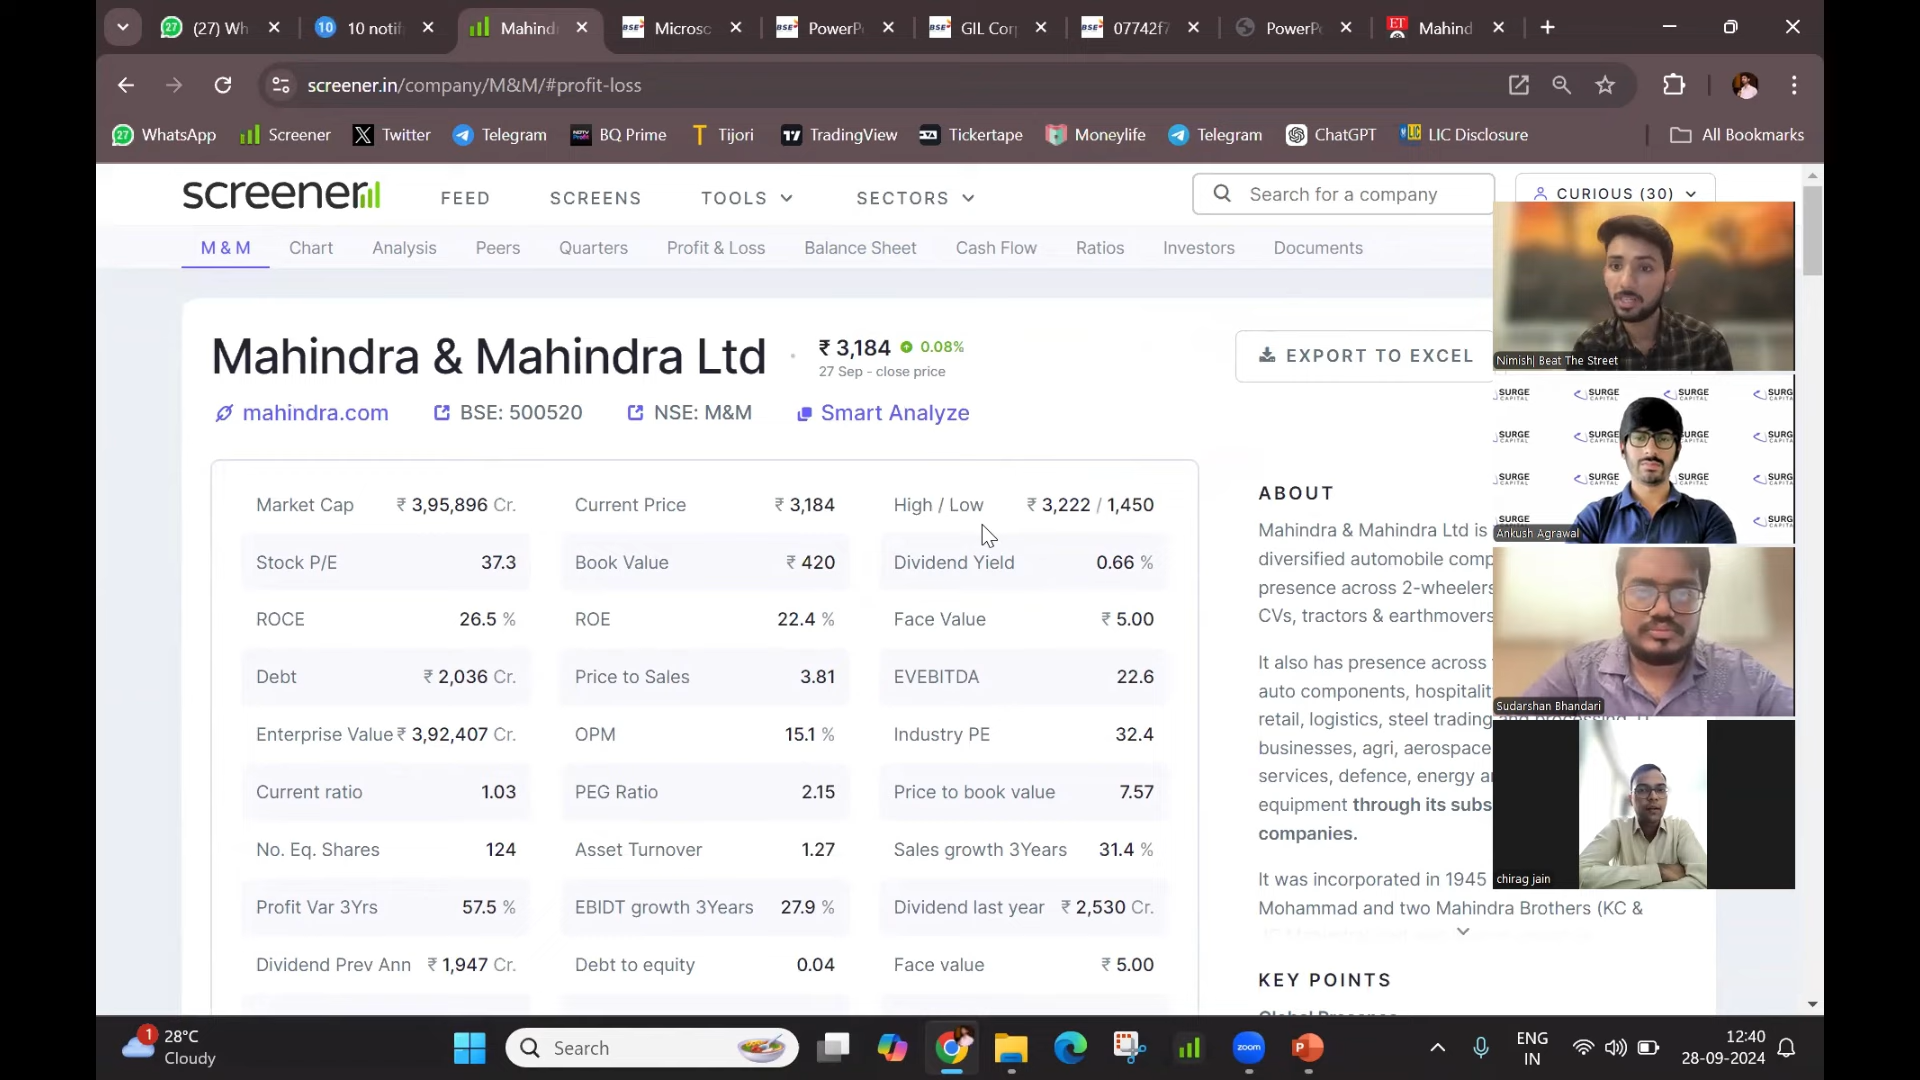 (27) Wh
10 notifi
Mahind
Microsc
PowerP
GIL Cor
07742f7
PowerP
ET
Mahind
screener.in/company/M&M/#profit-loss
27 WhatsApp
Screener
Twitter
Telegram
BQ Prime
Tijori
TradingView
Tickertape
Moneylife
Telegram
ChatGPT
LIC Disclosure
All Bookmarks
screener
FEED
SCREENS
TOOLS
SECTORS
Search for a company
CURIOUS (30)
M & M
Chart
Analysis
Peers
Quarters
Profit & Loss
Balance Sheet
Cash Flow
Ratios
Investors
Documents
Mahindra & Mahindra Ltd
₹ 3,184 0.08%
27 Sep - close price
EXPORT TO EXCEL
mahindra.com
BSE: 500520
NSE: M&M
Smart Analyze
Market Cap ₹ 3,95,896 Cr.
Current Price ₹ 3,184
High / Low ₹ 3,222 / 1,450
Stock P/E 37.3
Book Value ₹ 420
Dividend Yield 0.66 %
ROCE 26.5 %
ROE 22.4 %
Face Value ₹ 5.00
Debt ₹ 2,036 Cr.
Price to Sales 3.81
EVEBITDA 22.6
Enterprise Value ₹ 3,92,407 Cr.
OPM 15.1 %
Industry PE 32.4
Current ratio 1.03
PEG Ratio 2.15
Price to book value 7.57
No. Eq. Shares 124
Asset Turnover 1.27
Sales growth 3Years 31.4 %
Profit Var 3Yrs 57.5 %
EBIDT growth 3Years 27.9 %
Dividend last year ₹ 2,530 Cr.
Dividend Prev Ann ₹ 1,947 Cr.
Debt to equity 0.04
Face value ₹ 5.00
ABOUT
Mahindra & Mahindra Ltd is
diversified automobile comp
presence across 2-wheelers
CVs, tractors & earthmovers
It also has presence across
auto components, hospitalit
retail, logistics, steel trading and processing, IT
businesses, agri, aerospace
services, defence, energy a
equipment through its subs
companies.
It was incorporated in 1945
Mohammad and two Mahindra Brothers (KC &
KEY POINTS
Nimish| Beat The Street
SURGE CAPITAL
Ankush Agrawal
Sudarshan Bhandari
chirag jain
1
28°C
Cloudy
Search
zoom
ENG
IN
12:40
28-09-2024